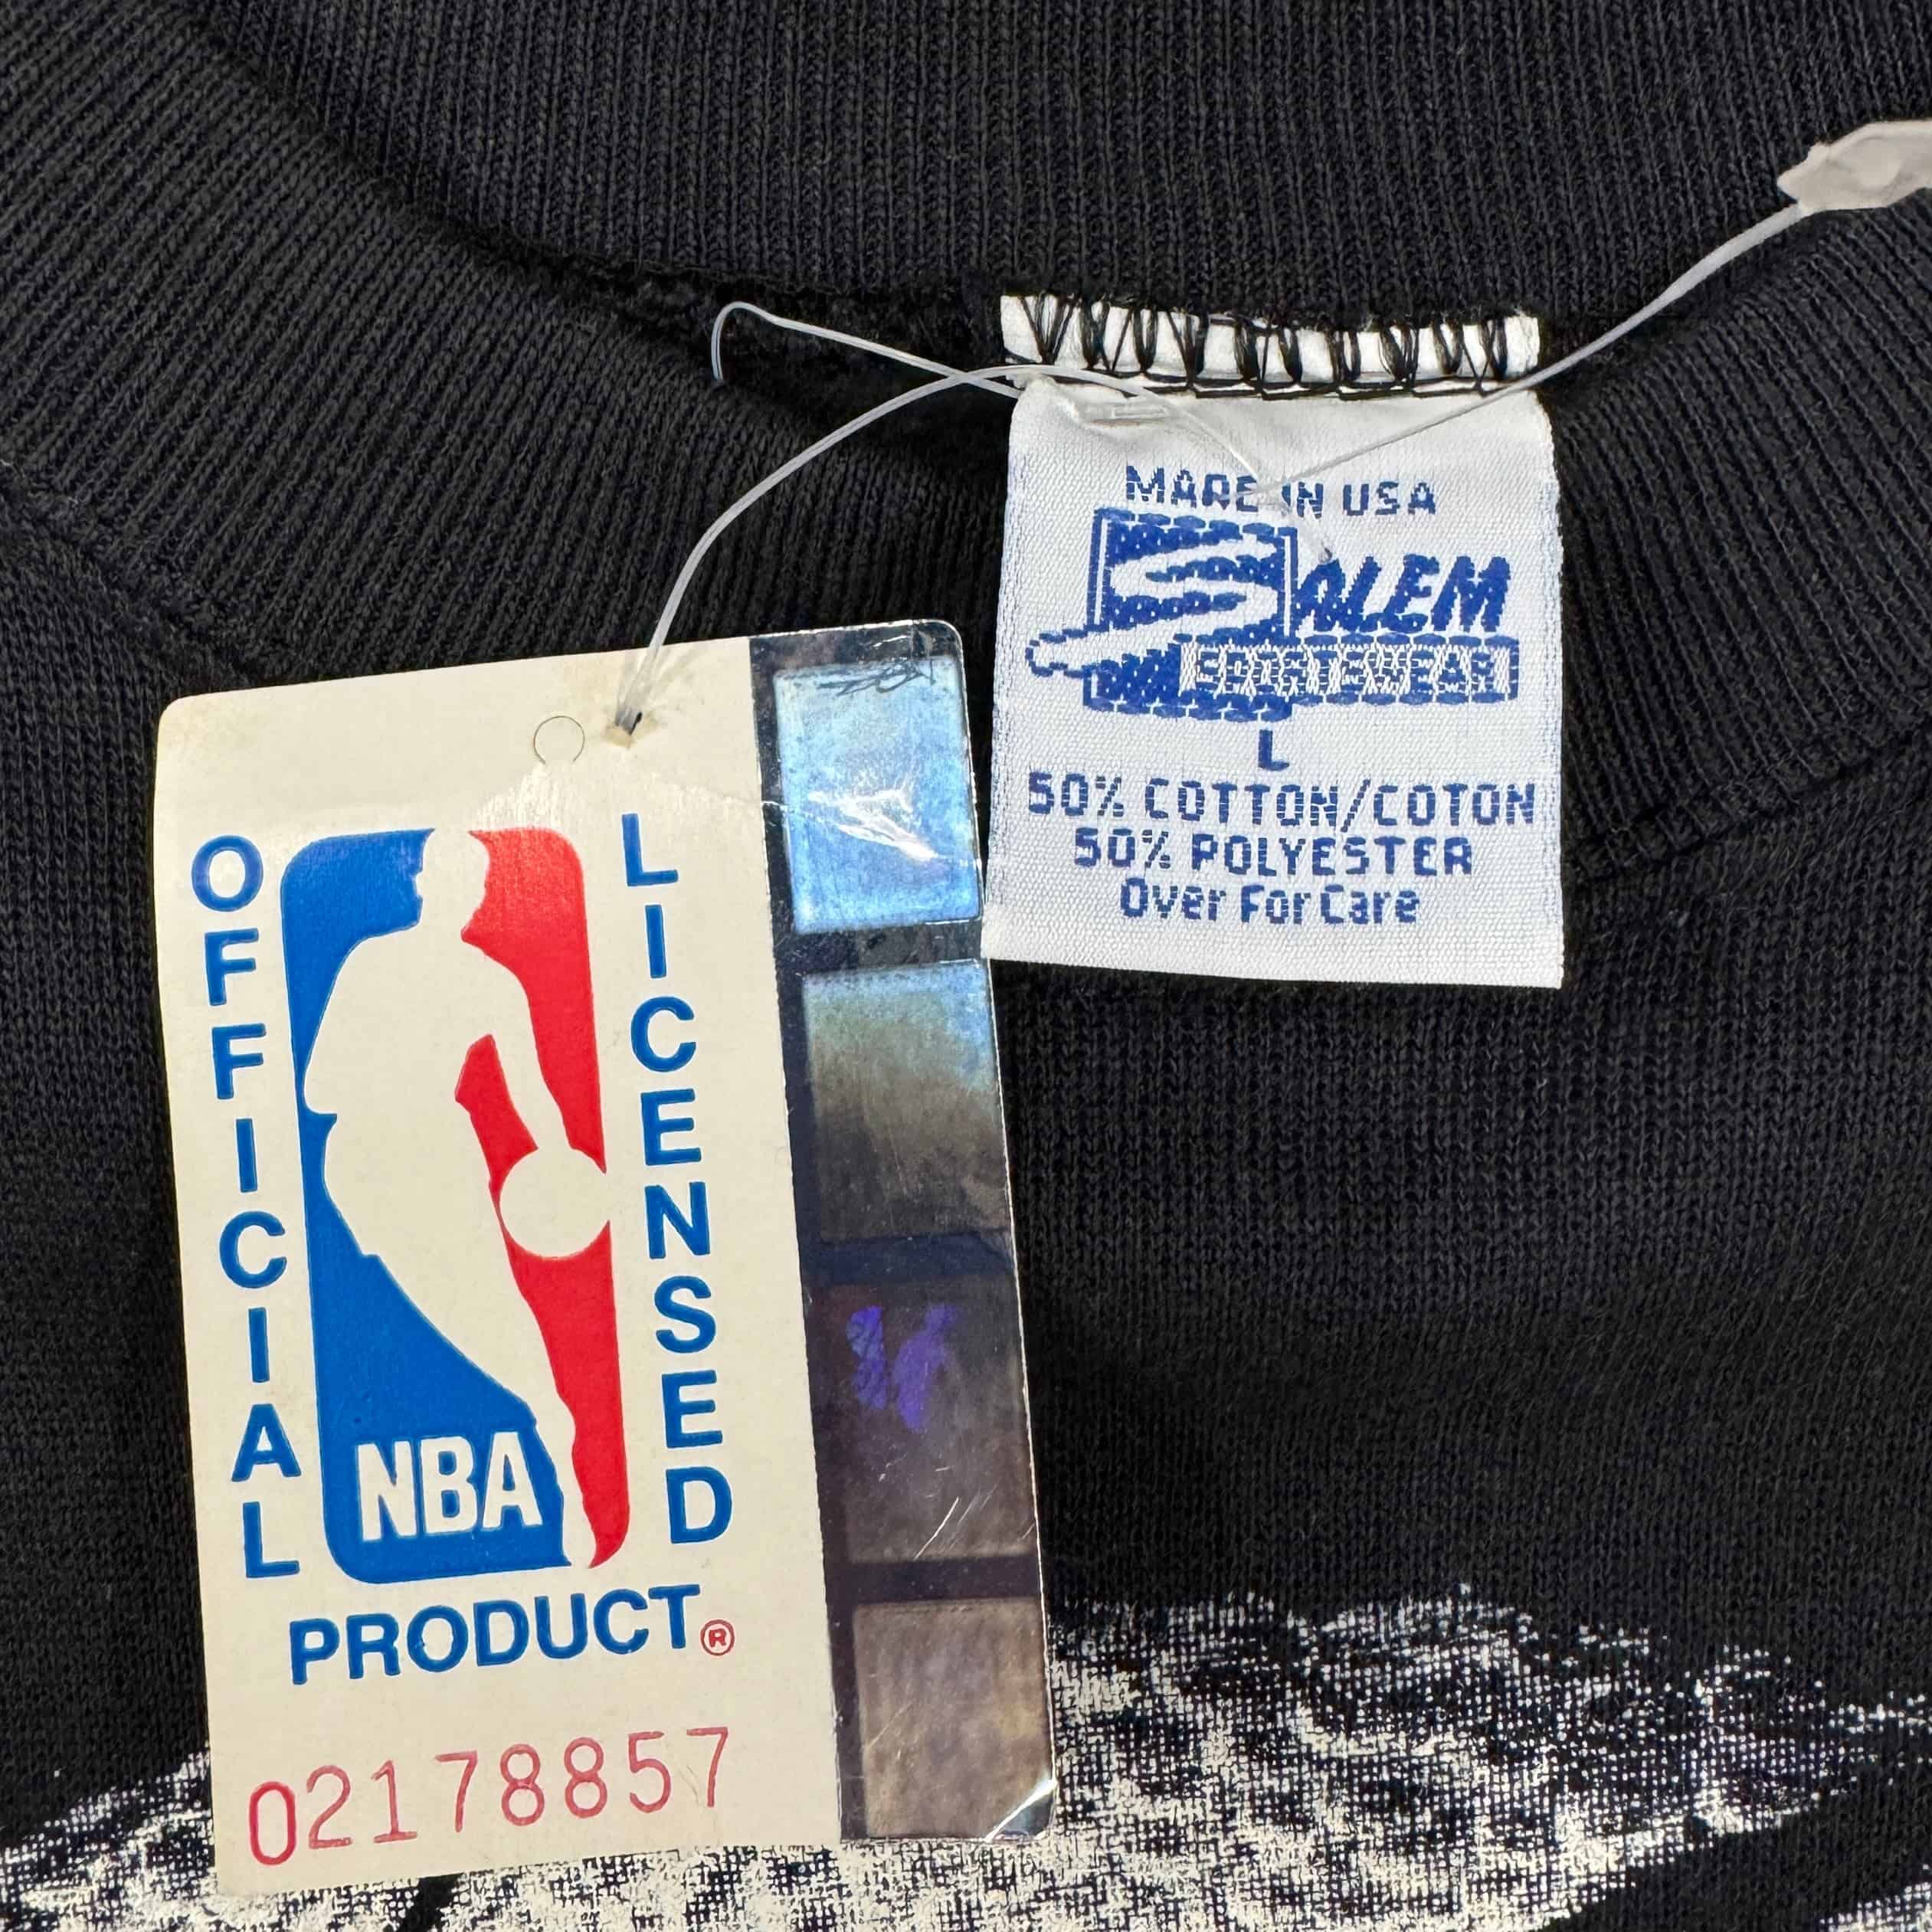 OFFICIAL
LICENSED
NBA
PRODUCT®
02178857
MADE IN USA
SALEM
SPORTSWEAR
L
50% COTTON/COTON
50% POLYESTER
Over For Care